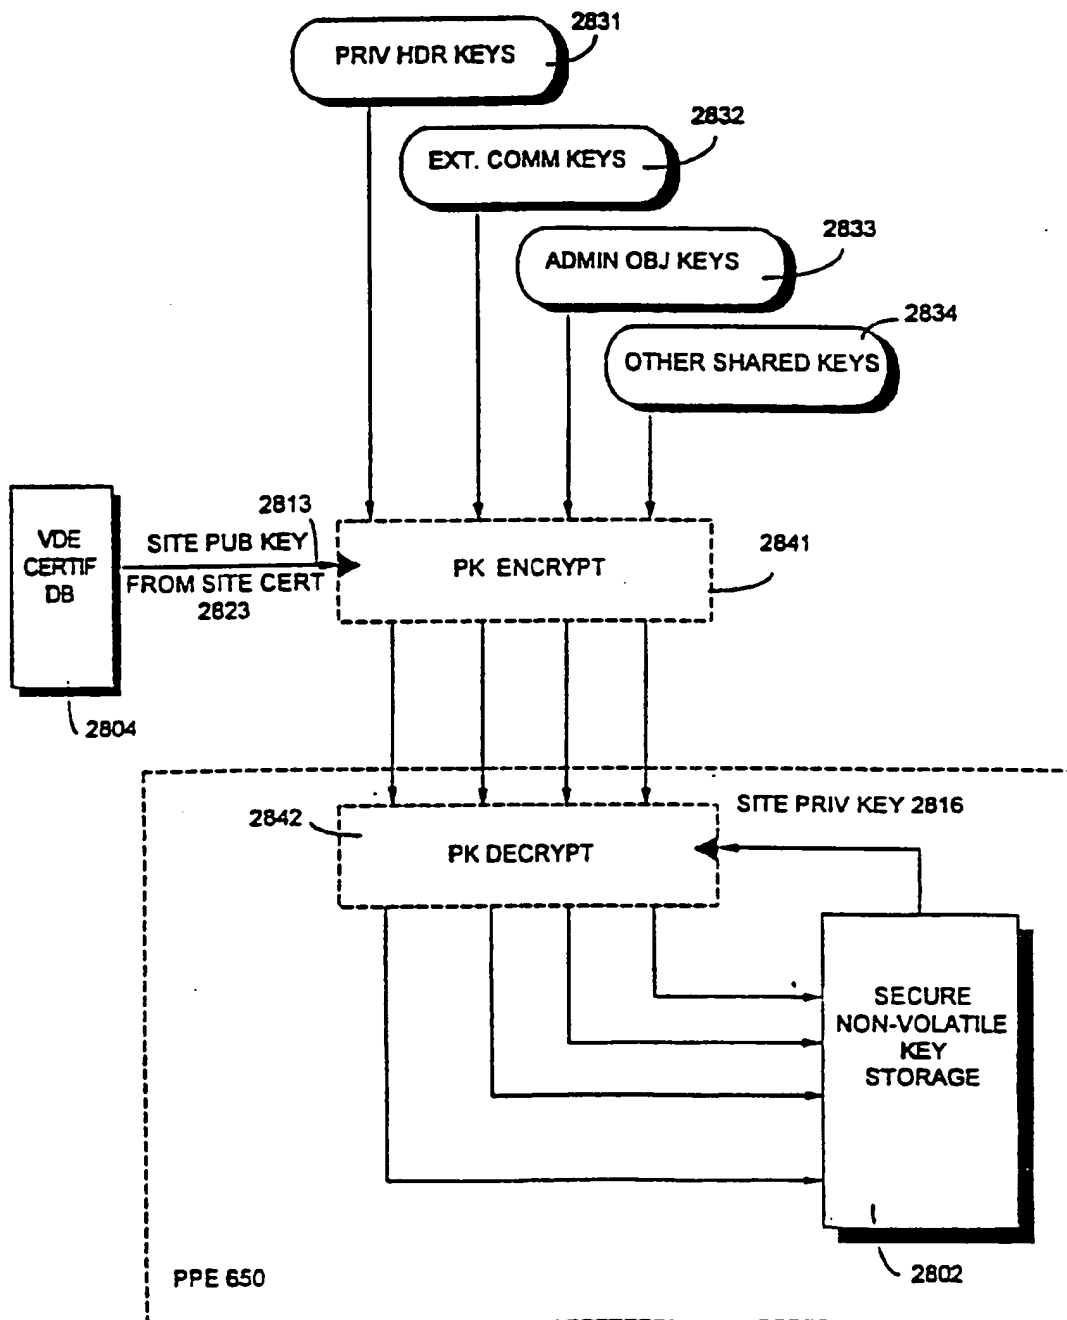 2831
PRIV HDR KEYS
2832
EXT. COMM KEYS
2833
ADMIN OBJ KEYS
2834
OTHER SHARED KEYS
2813
VDE
CERTIF
DB
SITE PUB KEY
FROM SITE CERT
2823
PK ENCRYPT
2841
2804
2842
SITE PRIV KEY 2816
PK DECRYPT
SECURE
NON-VOLATILE
KEY
STORAGE
PPE 650
2802